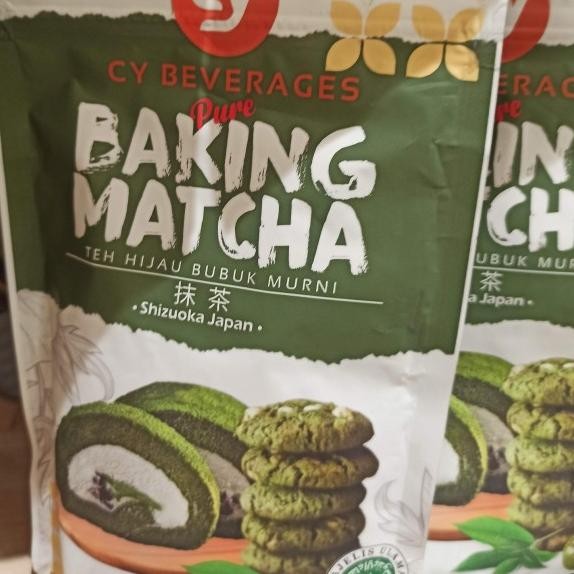 CY BEVERAGES
Pure
BAKING
MATCHA
TEH HIJAU BUBUK MURNI
抹茶
• Shizuoka Japan •